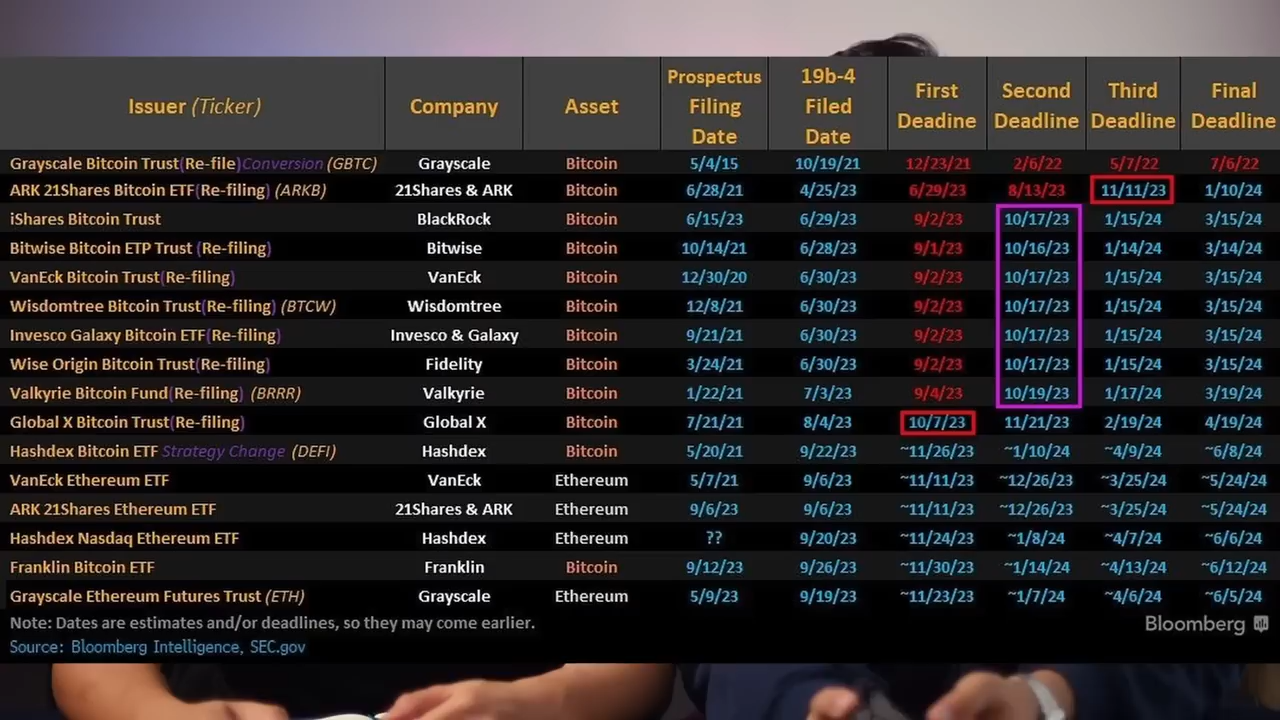 Issuer (Ticker) Company Asset Prospectus Filing Date 19b-4 Filed Date First Deadine Second Deadline Third Deadline Final Deadline
Grayscale Bitcoin Trust(Re-file)Conversion (GBTC) Grayscale Bitcoin 5/4/15 10/19/21 12/23/21 2/6/22 5/7/22 7/6/22
ARK 21Shares Bitcoin ETF(Re-filing) (ARKB) 21Shares & ARK Bitcoin 6/28/21 4/25/23 6/29/23 8/13/23 11/11/23 1/10/24
iShares Bitcoin Trust BlackRock Bitcoin 6/15/23 6/29/23 9/2/23 10/17/23 1/15/24 3/15/24
Bitwise Bitcoin ETP Trust (Re-filing) Bitwise Bitcoin 10/14/21 6/28/23 9/1/23 10/16/23 1/14/24 3/14/24
VanEck Bitcoin Trust(Re-filing) VanEck Bitcoin 12/30/20 6/30/23 9/2/23 10/17/23 1/15/24 3/15/24
Wisdomtree Bitcoin Trust(Re-filing) (BTCW) Wisdomtree Bitcoin 12/8/21 6/30/23 9/2/23 10/17/23 1/15/24 3/15/24
Invesco Galaxy Bitcoin ETF(Re-filing) Invesco & Galaxy Bitcoin 9/21/21 6/30/23 9/2/23 10/17/23 1/15/24 3/15/24
Wise Origin Bitcoin Trust(Re-filing) Fidelity Bitcoin 3/24/21 6/30/23 9/2/23 10/17/23 1/15/24 3/15/24
Valkyrie Bitcoin Fund(Re-filing) (BRRR) Valkyrie Bitcoin 1/22/21 7/3/23 9/4/23 10/19/23 1/17/24 3/19/24
Global X Bitcoin Trust(Re-filing) Global X Bitcoin 7/21/21 8/4/23 10/7/23 11/21/23 2/19/24 4/19/24
Hashdex Bitcoin ETF Strategy Change (DEFI) Hashdex Bitcoin 5/20/21 9/22/23 ~11/26/23 ~1/10/24 ~4/9/24 ~6/8/24
VanEck Ethereum ETF VanEck Ethereum 5/7/21 9/6/23 ~11/11/23 ~12/26/23 ~3/25/24 ~5/24/24
ARK 21Shares Ethereum ETF 21Shares & ARK Ethereum 9/6/23 9/6/23 ~11/11/23 ~12/26/23 ~3/25/24 ~5/24/24
Hashdex Nasdaq Ethereum ETF Hashdex Ethereum ?? 9/20/23 ~11/24/23 ~1/8/24 ~4/7/24 ~6/6/24
Franklin Bitcoin ETF Franklin Bitcoin 9/12/23 9/26/23 ~11/30/23 ~1/14/24 ~4/13/24 ~6/12/24
Grayscale Ethereum Futures Trust (ETH) Grayscale Ethereum 5/9/23 9/19/23 ~11/23/23 ~1/7/24 ~4/6/24 ~6/5/24
Note: Dates are estimates and/or deadlines, so they may come earlier.
Bloomberg
Source: Bloomberg Intelligence, SEC.gov